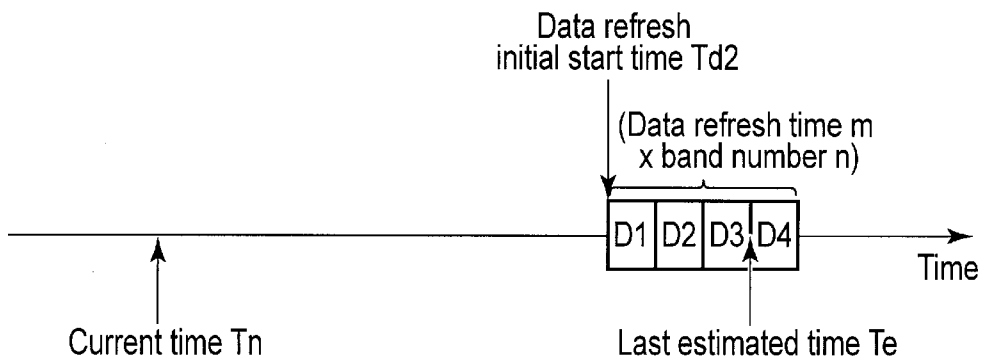 Data refresh
initial start time Td2
(Data refresh time m
x band number n)
D1 D2 D3 D4
Time
Current time Tn
Last estimated time Te